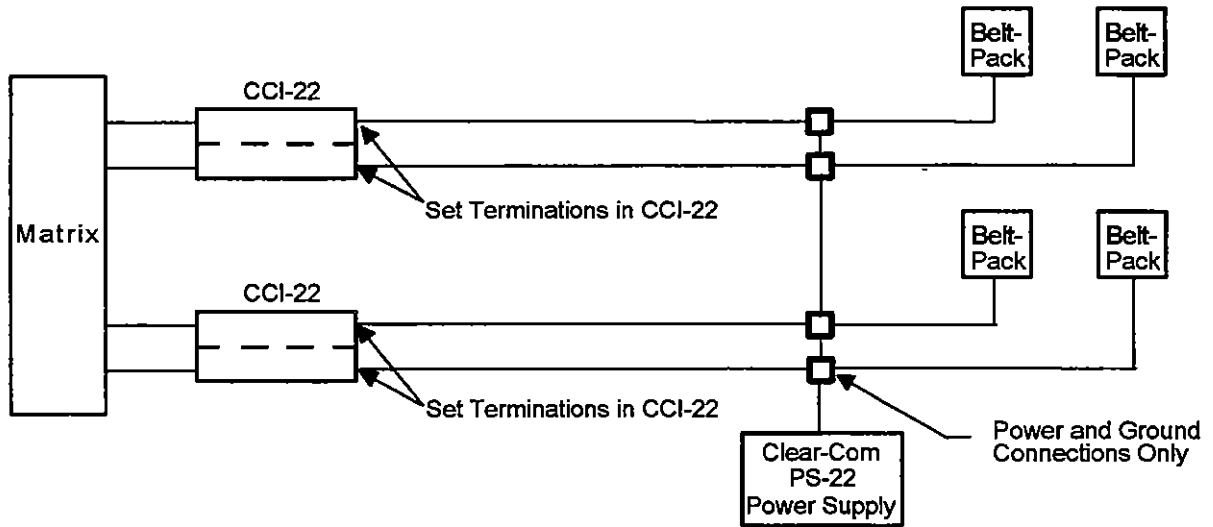 Belt-
Pack
Belt-
Pack
CCI-22
Set Terminations in CCI-22
Matrix
Belt-
Pack
Belt-
Pack
CCI-22
Set Terminations in CCI-22
Power and Ground
Connections Only
Clear-Com
PS-22
Power Supply